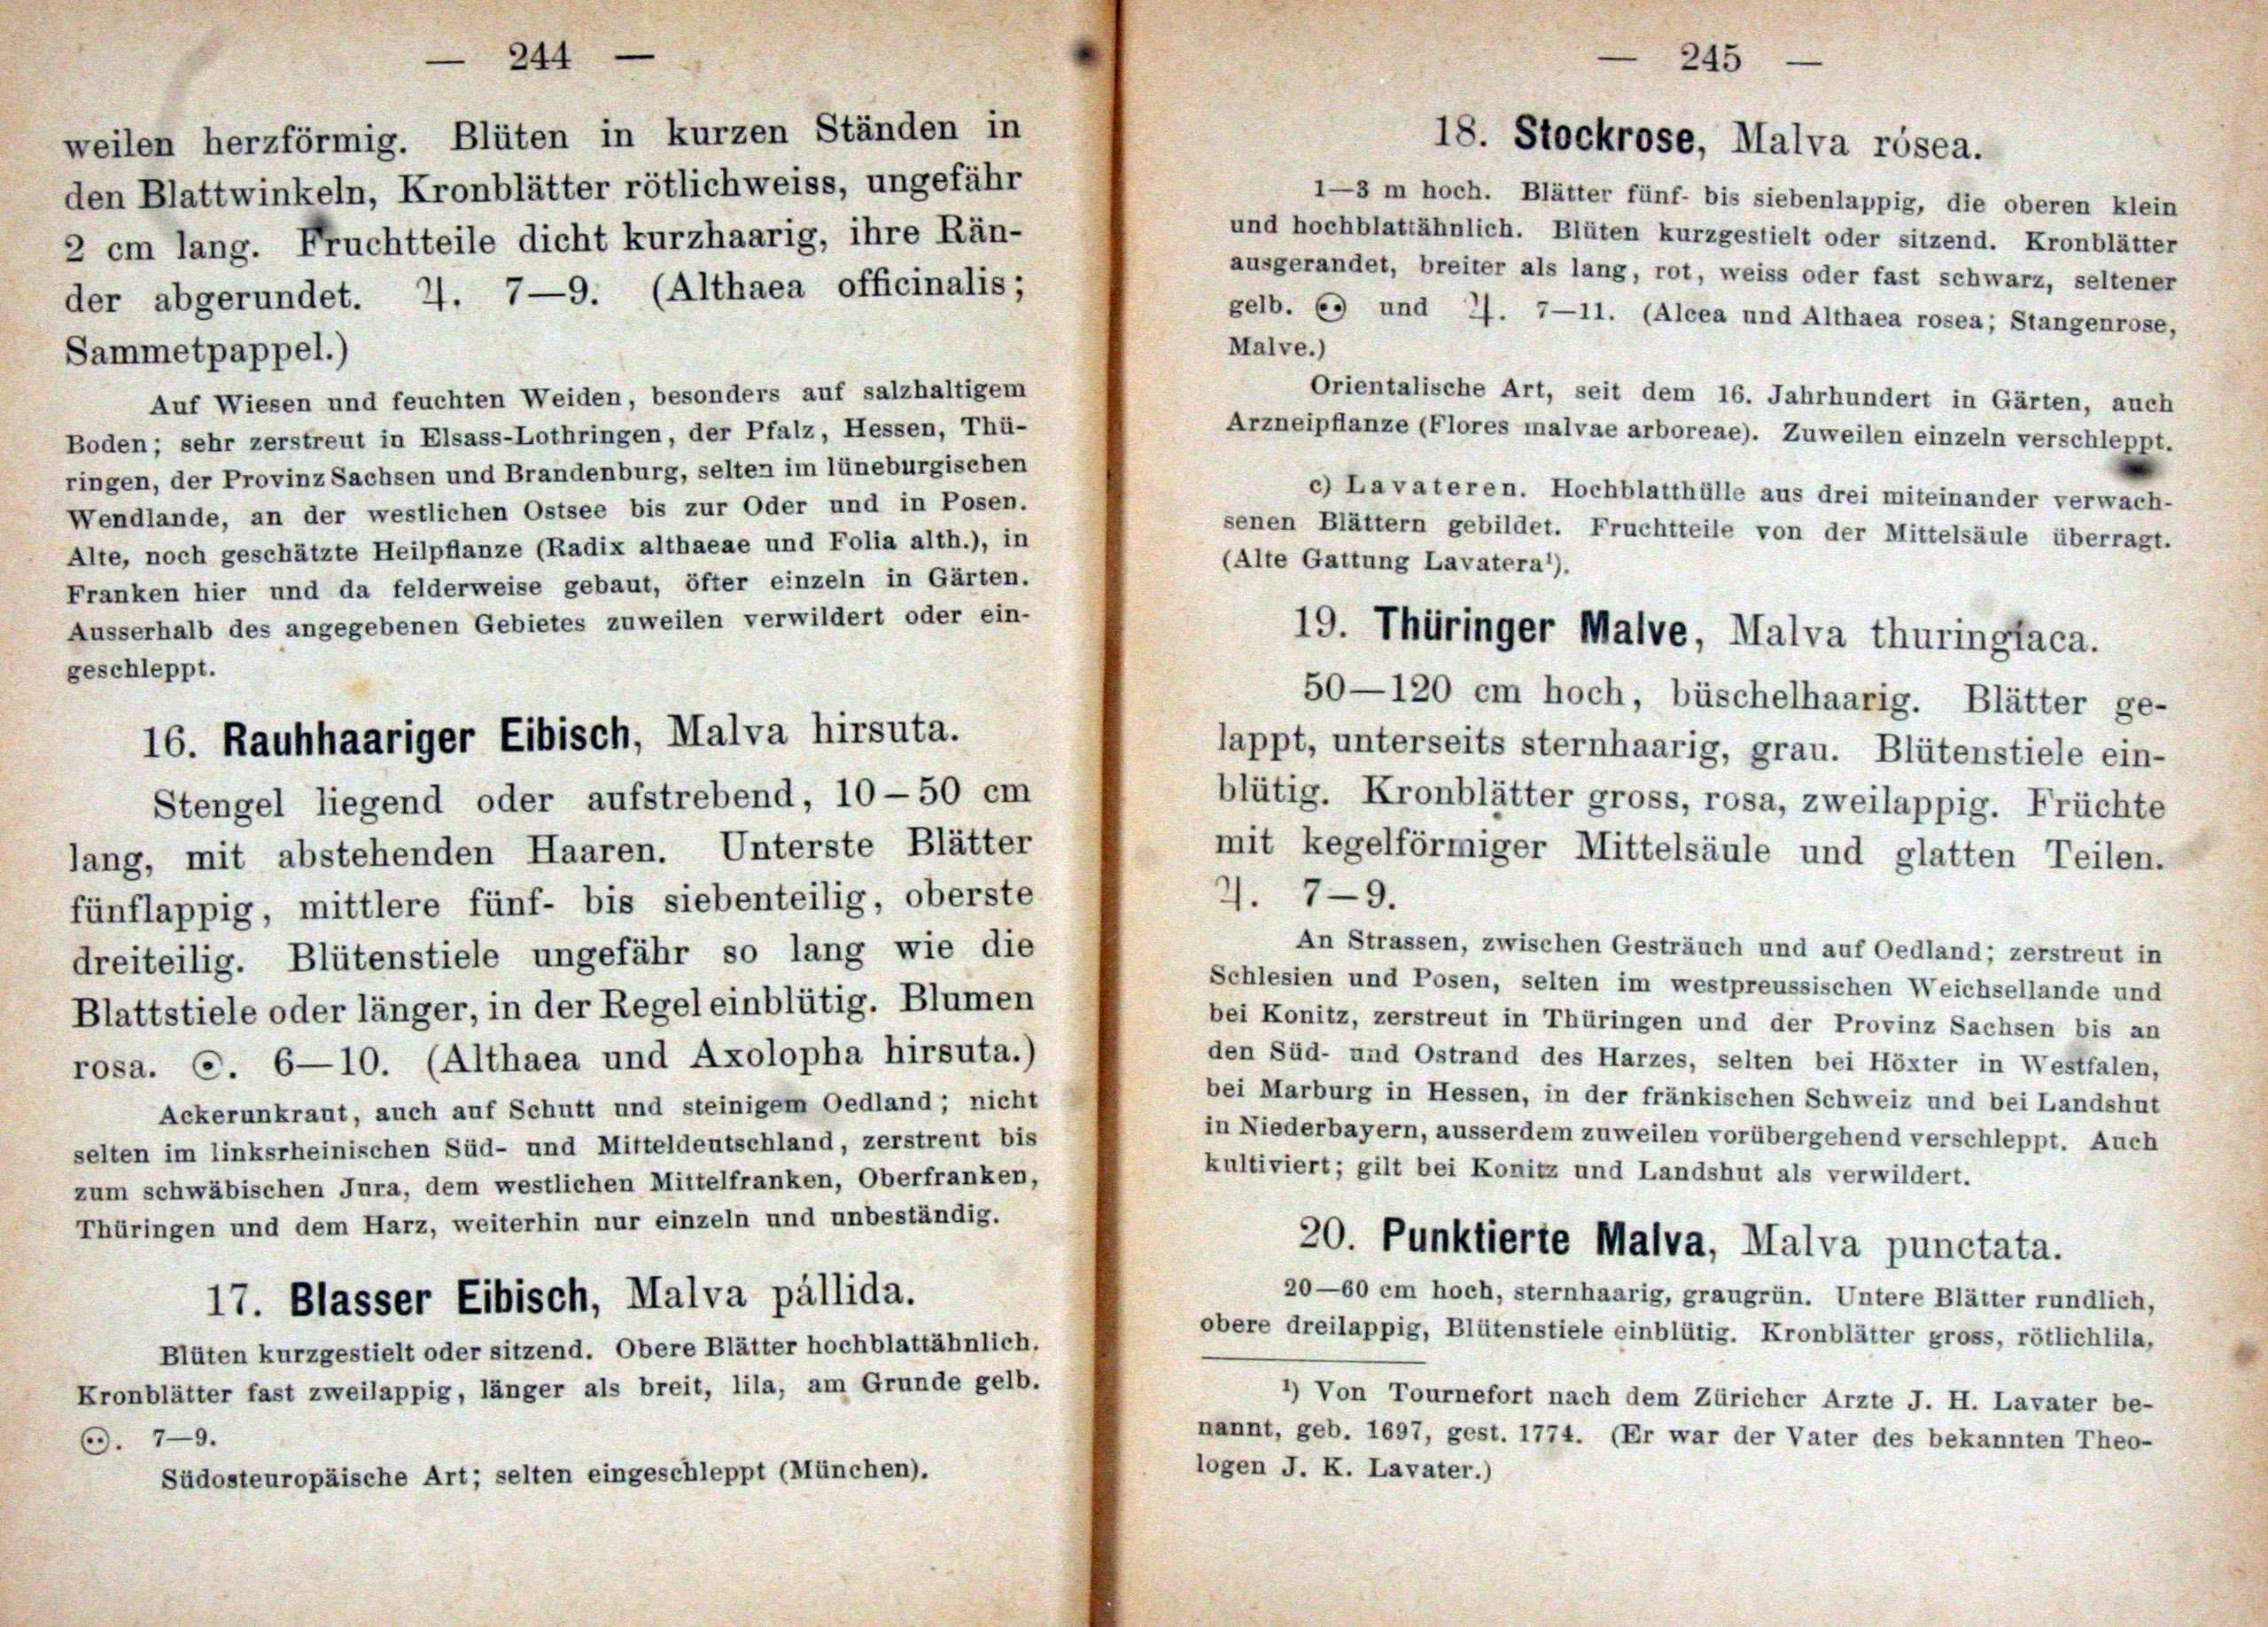 — 244 —
weilen herzförmig. Blüten in kurzen Ständen in
den Blattwinkeln, Kronblätter rötlichweiss, ungefähr
2 cm lang. Fruchtteile dicht kurzhaarig, ihre Rän-
der abgerundet. ♃. 7—9. (Althaea officinalis;
Sammetpappel.)
Auf Wiesen und feuchten Weiden, besonders auf salzhaltigem
Boden; sehr zerstreut in Elsass-Lothringen, der Pfalz, Hessen, Thü-
ringen, der Provinz Sachsen und Brandenburg, selten im lüneburgischen
Wendlande, an der westlichen Ostsee bis zur Oder und in Posen.
Alte, noch geschätzte Heilpflanze (Radix althaeae und Folia alth.), in
Franken hier und da felderweise gebaut, öfter einzeln in Gärten.
Ausserhalb des angegebenen Gebietes zuweilen verwildert oder ein-
geschleppt.
16. Rauhhaariger Eibisch, Malva hirsuta.
Stengel liegend oder aufstrebend, 10–50 cm
lang, mit abstehenden Haaren. Unterste Blätter
fünflappig, mittlere fünf- bis siebenteilig, oberste
dreiteilig. Blütenstiele ungefähr so lang wie die
Blattstiele oder länger, in der Regel einblütig. Blumen
rosa. ⊙. 6—10. (Althaea und Axolopha hirsuta.)
Ackerunkraut, auch auf Schutt und steinigem Oedland; nicht
selten im linksrheinischen Süd- und Mitteldeutschland, zerstreut bis
zum schwäbischen Jura, dem westlichen Mittelfranken, Oberfranken,
Thüringen und dem Harz, weiterhin nur einzeln und unbeständig.
17. Blasser Eibisch, Malva pállida.
Blüten kurzgestielt oder sitzend. Obere Blätter hochblattähnlich.
Kronblätter fast zweilappig, länger als breit, lila, am Grunde gelb.
⚇. 7—9.
Südosteuropäische Art; selten eingeschleppt (München).
— 245 —
18. Stockrose, Malva rósea.
1—3 m hoch. Blätter fünf- bis siebenlappig, die oberen klein
und hochblattähnlich. Blüten kurzgestielt oder sitzend. Kronblätter
ausgerandet, breiter als lang, rot, weiss oder fast schwarz, seltener
gelb. ⚇ und ♃. 7—11. (Alcea und Althaea rosea; Stangenrose,
Malve.)
Orientalische Art, seit dem 16. Jahrhundert in Gärten, auch
Arzneipflanze (Flores malvae arboreae). Zuweilen einzeln verschleppt.
c) Lavateren. Hochblatthülle aus drei miteinander verwach-
senen Blättern gebildet. Fruchtteile von der Mittelsäule überragt.
(Alte Gattung Lavatera¹).
19. Thüringer Malve, Malva thuringíaca.
50—120 cm hoch, büschelhaarig. Blätter ge-
lappt, unterseits sternhaarig, grau. Blütenstiele ein-
blütig. Kronblätter gross, rosa, zweilappig. Früchte
mit kegelförmiger Mittelsäule und glatten Teilen.
♃. 7—9.
An Strassen, zwischen Gesträuch und auf Oedland; zerstreut in
Schlesien und Posen, selten im westpreussischen Weichsellande und
bei Konitz, zerstreut in Thüringen und der Provinz Sachsen bis an
den Süd- und Ostrand des Harzes, selten bei Höxter in Westfalen,
bei Marburg in Hessen, in der fränkischen Schweiz und bei Landshut
in Niederbayern, ausserdem zuweilen vorübergehend verschleppt. Auch
kultiviert; gilt bei Konitz und Landshut als verwildert.
20. Punktierte Malva, Malva punctata.
20—60 cm hoch, sternhaarig, graugrün. Untere Blätter rundlich,
obere dreilappig, Blütenstiele einblütig. Kronblätter gross, rötlichlila,
¹) Von Tournefort nach dem Züricher Arzte J. H. Lavater be-
nannt, geb. 1697, gest. 1774. (Er war der Vater des bekannten Theo-
logen J. K. Lavater.)